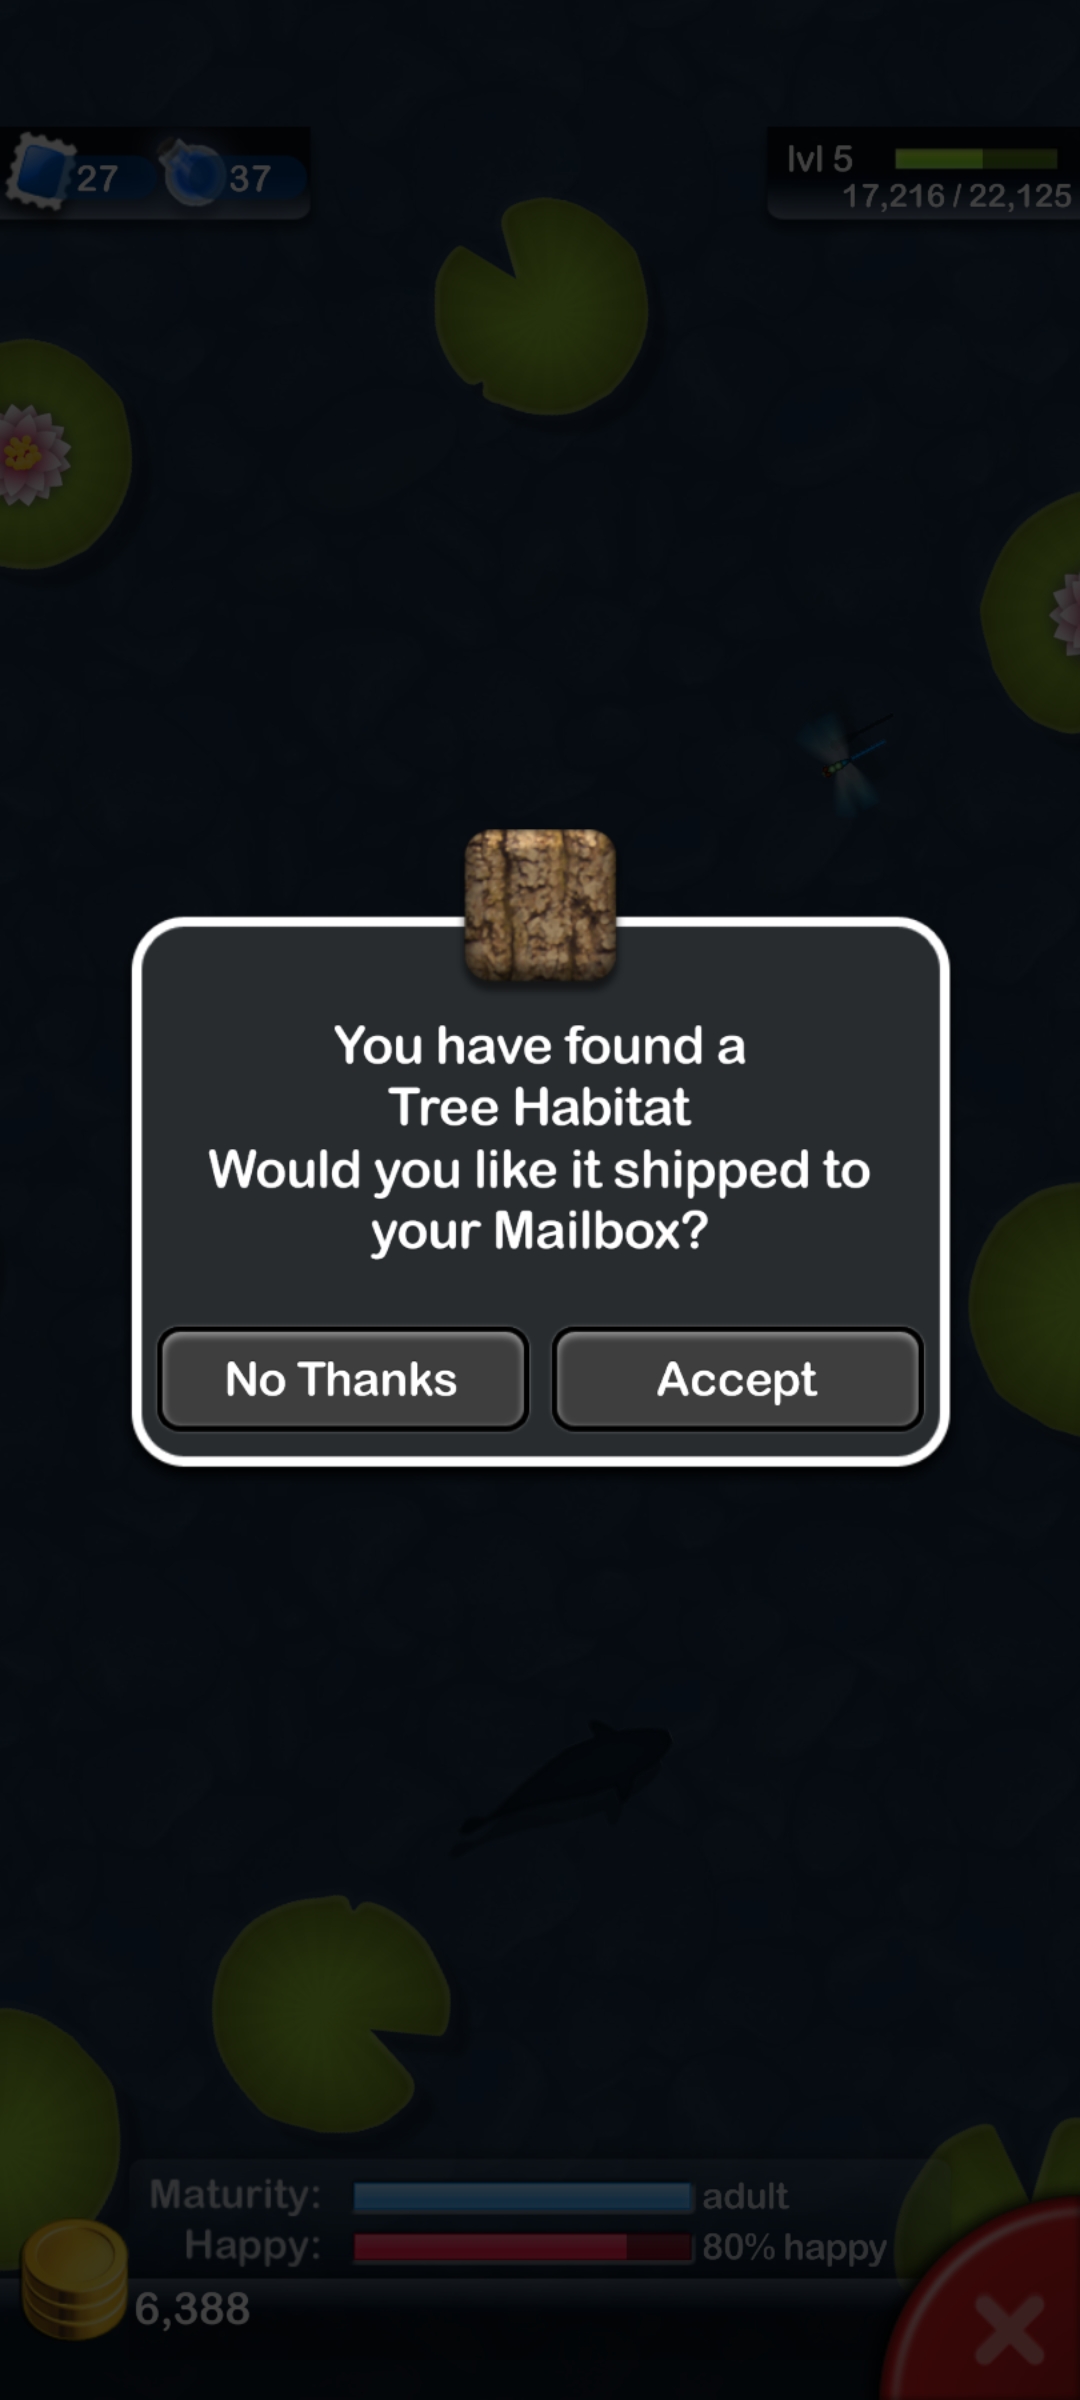 27
37
lvl 5
17,216 / 22,125
You have found a
Tree Habitat
Would you like it shipped to
your Mailbox?
No Thanks
Accept
Maturity:
adult
Happy:
80% happy
6,388